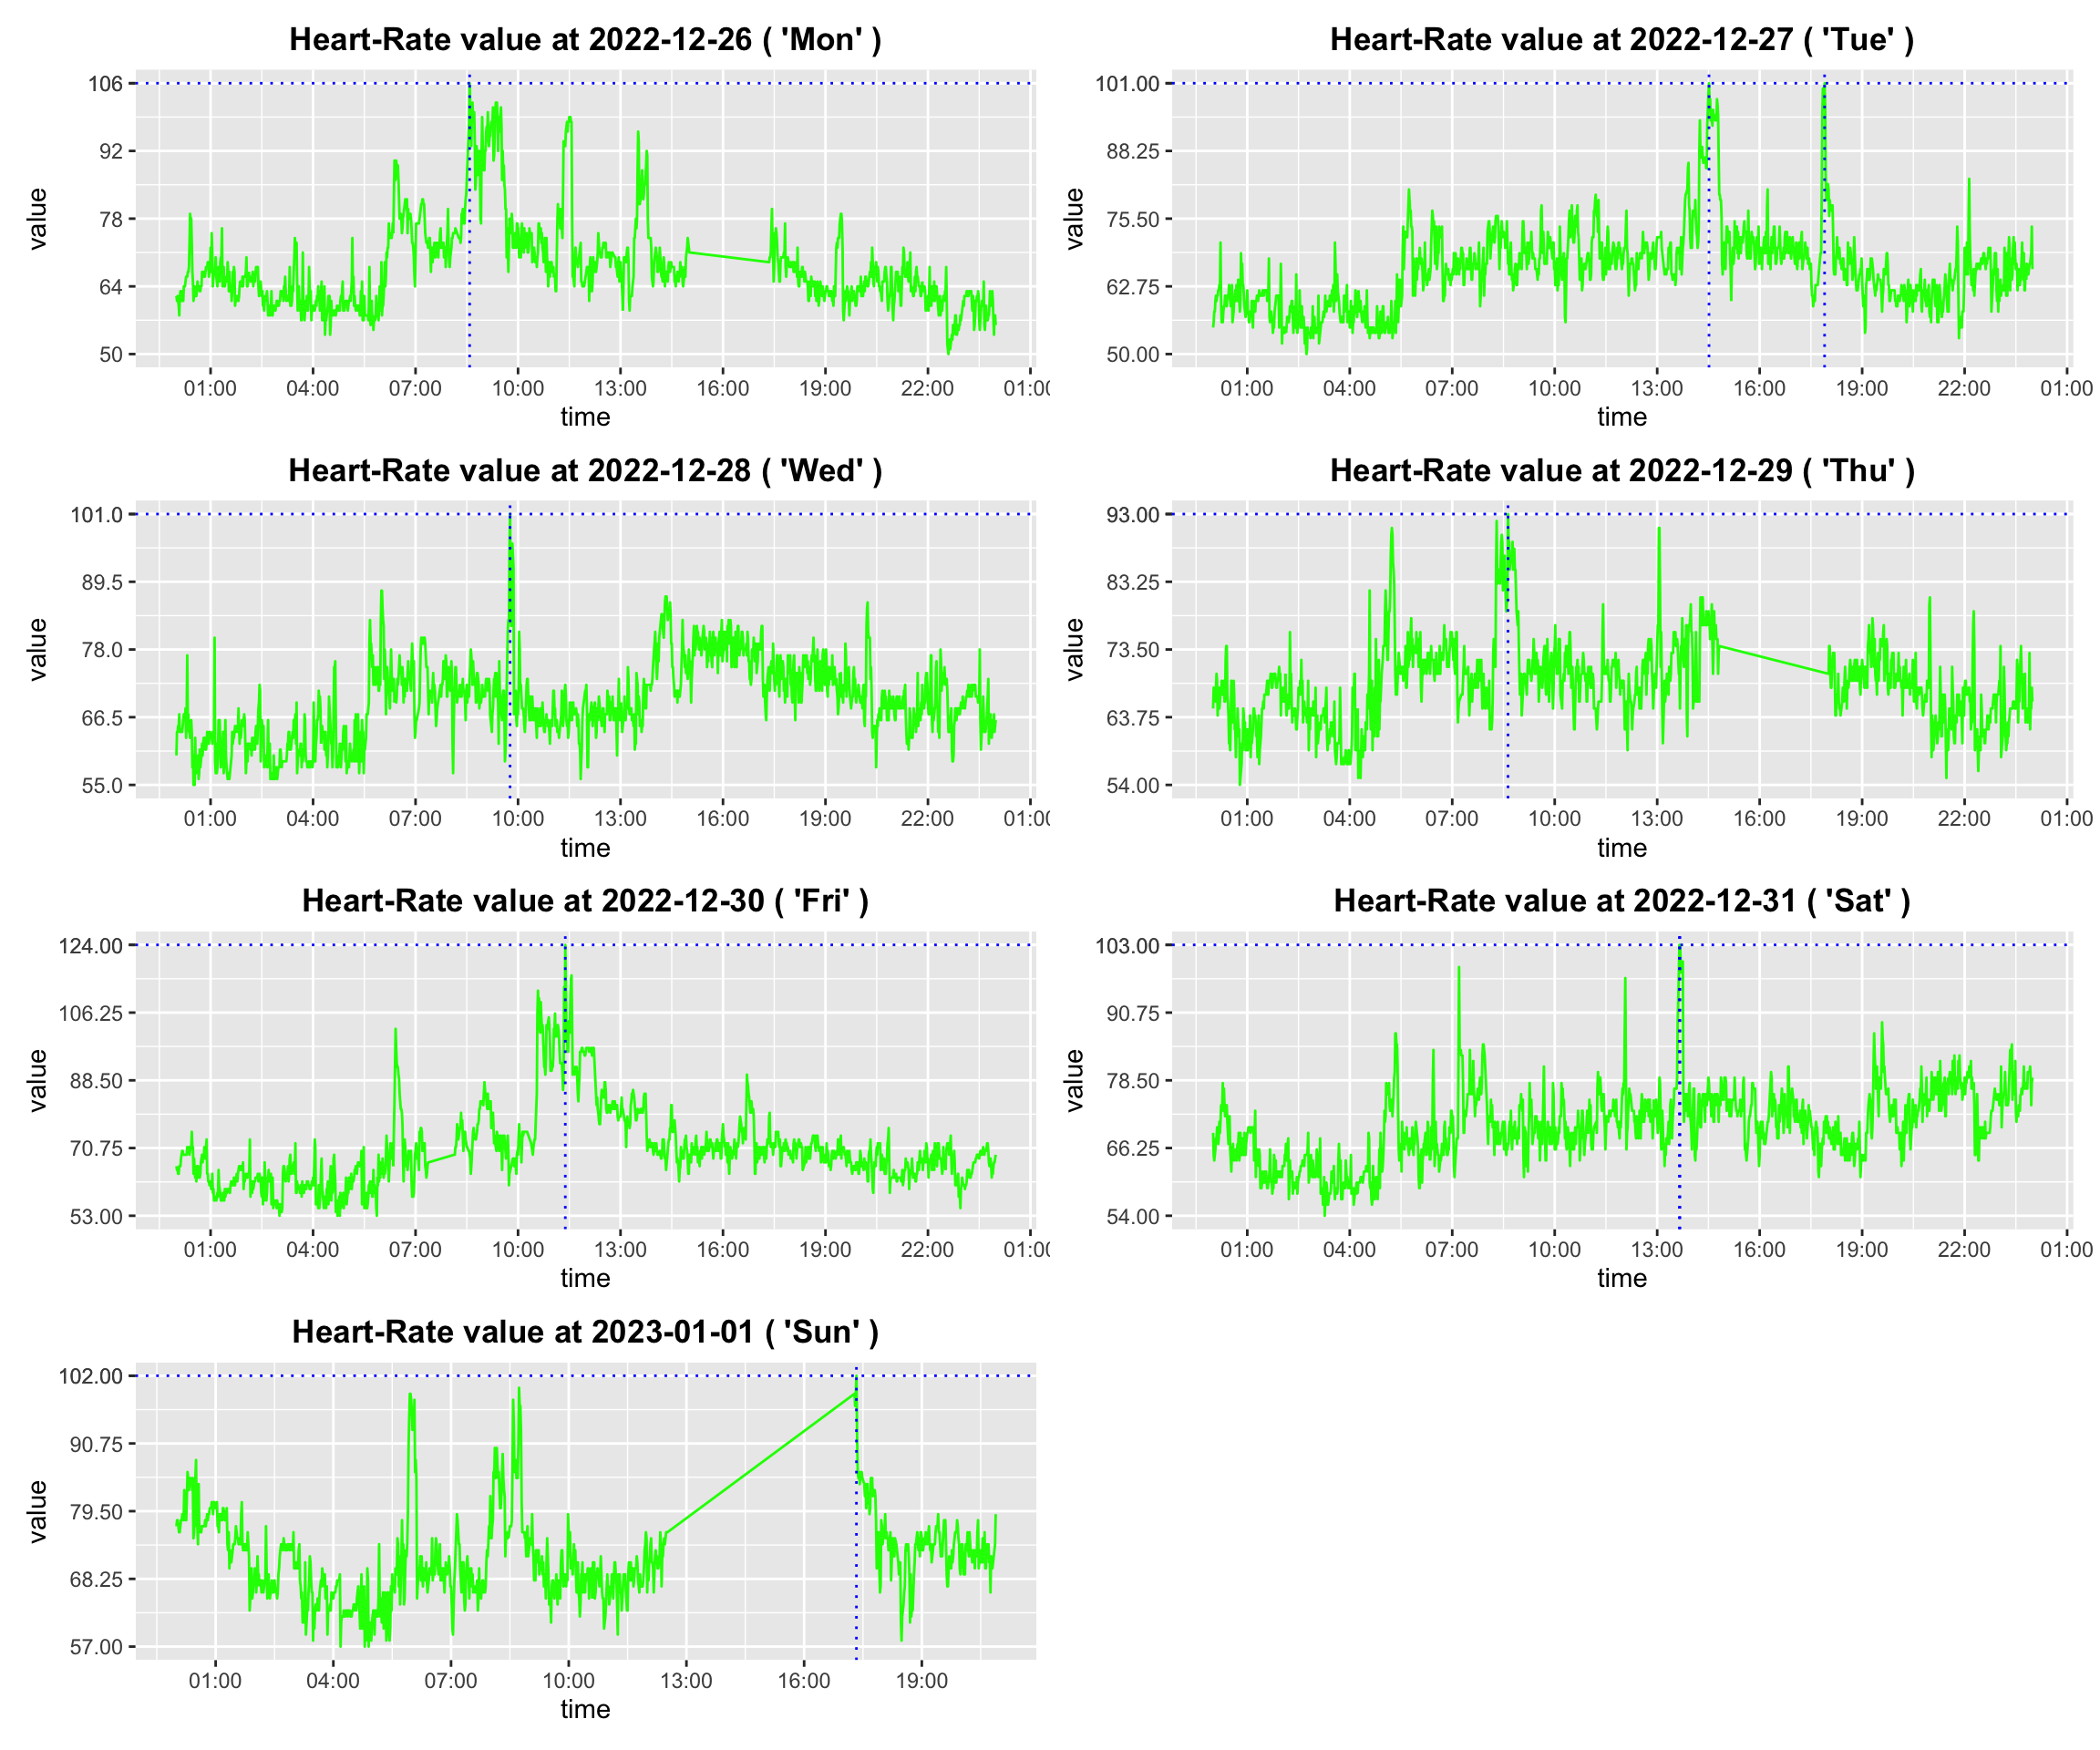 Heart-Rate value at 2022-12-26 ( 'Mon' )
value
106
92
78
64
50
01:00 04:00 07:00 10:00 13:00 16:00 19:00 22:00 01:00
time
Heart-Rate value at 2022-12-27 ( 'Tue' )
value
101.00
88.25
75.50
62.75
50.00
01:00 04:00 07:00 10:00 13:00 16:00 19:00 22:00 01:00
time
Heart-Rate value at 2022-12-28 ( 'Wed' )
value
101.0
89.5
78.0
66.5
55.0
01:00 04:00 07:00 10:00 13:00 16:00 19:00 22:00 01:00
time
Heart-Rate value at 2022-12-29 ( 'Thu' )
value
93.00
83.25
73.50
63.75
54.00
01:00 04:00 07:00 10:00 13:00 16:00 19:00 22:00 01:00
time
Heart-Rate value at 2022-12-30 ( 'Fri' )
value
124.00
106.25
88.50
70.75
53.00
01:00 04:00 07:00 10:00 13:00 16:00 19:00 22:00 01:00
time
Heart-Rate value at 2022-12-31 ( 'Sat' )
value
103.00
90.75
78.50
66.25
54.00
01:00 04:00 07:00 10:00 13:00 16:00 19:00 22:00 01:00
time
Heart-Rate value at 2023-01-01 ( 'Sun' )
value
102.00
90.75
79.50
68.25
57.00
01:00 04:00 07:00 10:00 13:00 16:00 19:00
time